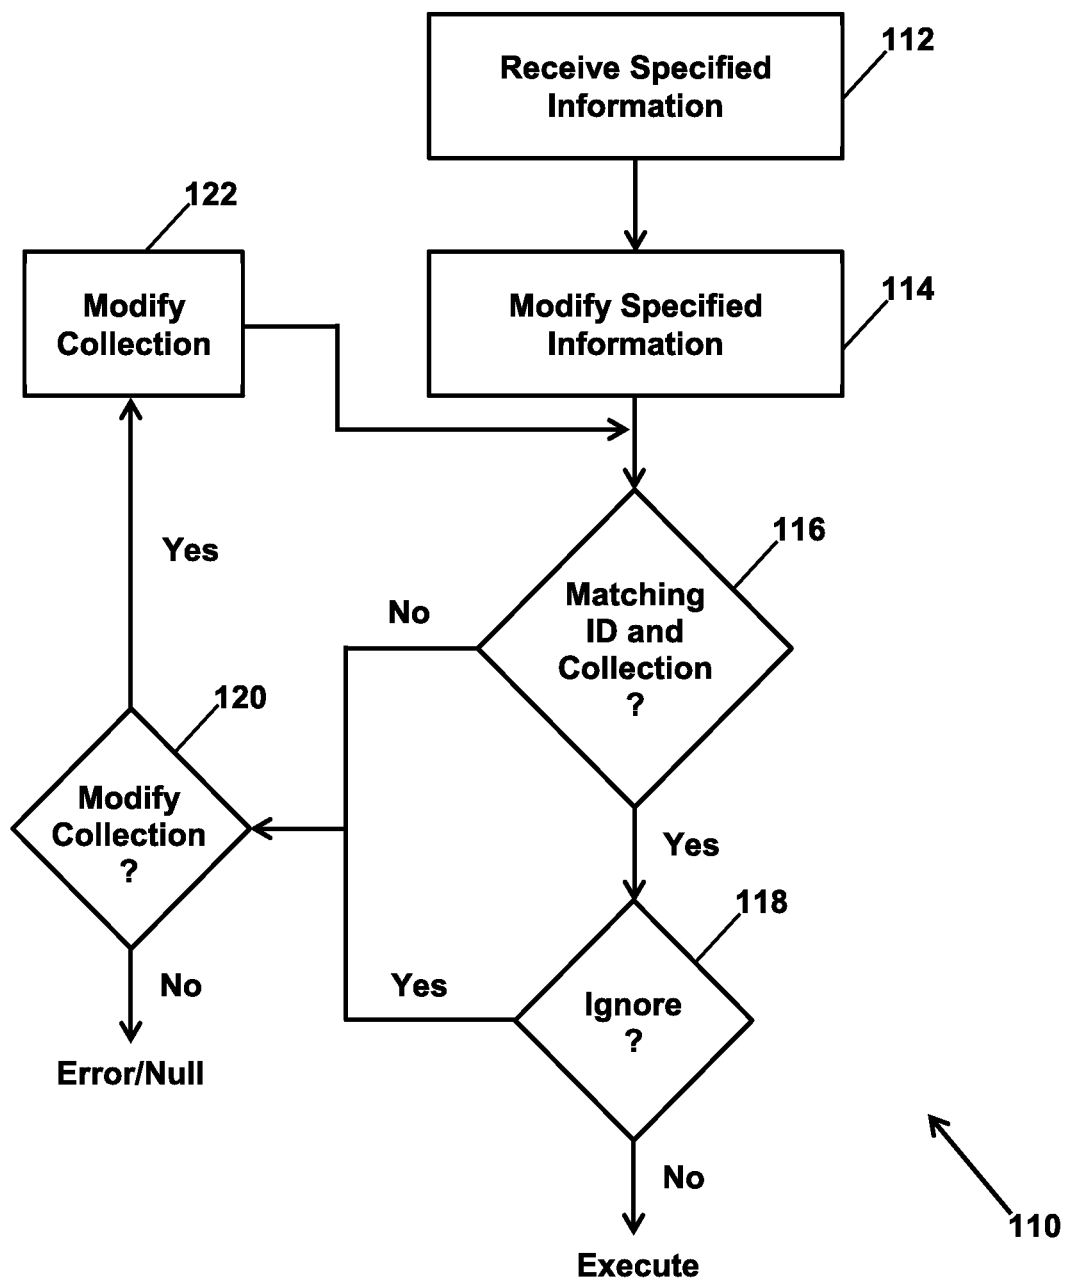 Receive Specified
Information
112
122
Modify
Collection
Modify Specified
Information
114
Yes
No
116
Matching
ID and
Collection
?
120
Modify
Collection
?
Yes
118
No
Yes
Ignore
?
Error/Null
No
Execute
110